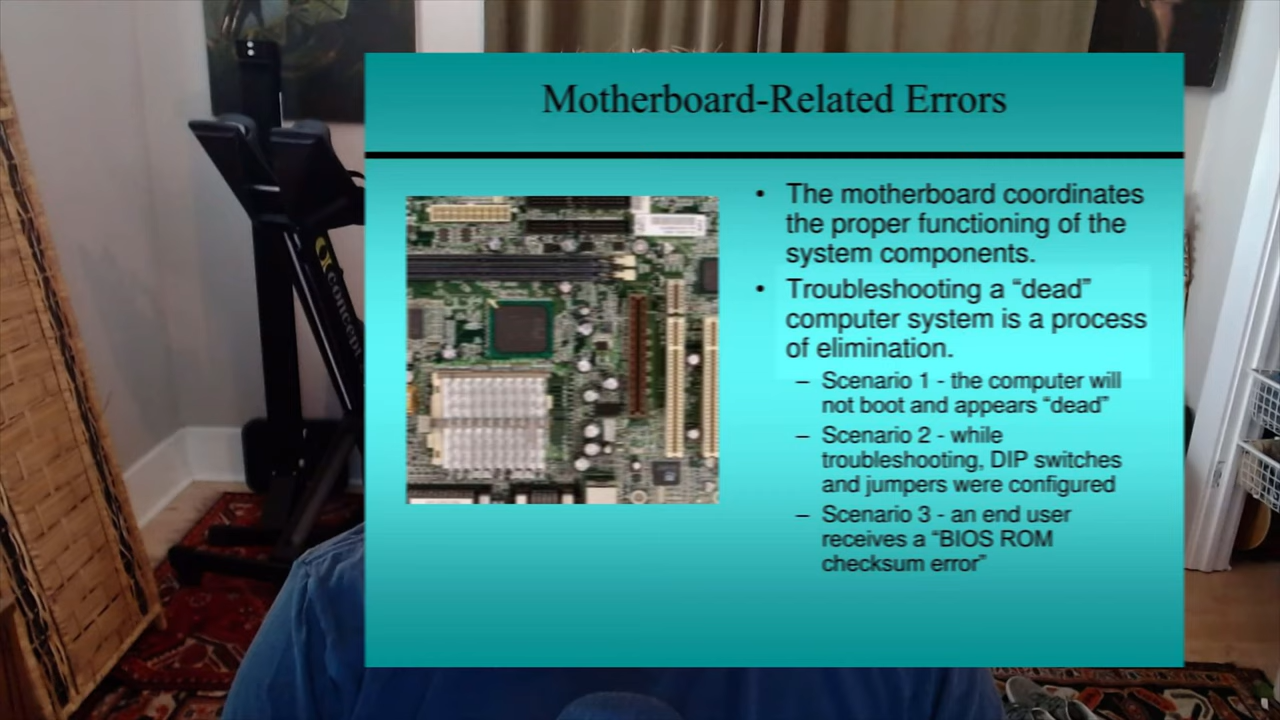 Motherboard-Related Errors
• The motherboard coordinates
the proper functioning of the
system components.
• Troubleshooting a “dead”
computer system is a process
of elimination.
– Scenario 1 - the computer will
not boot and appears “dead”
– Scenario 2 - while
troubleshooting, DIP switches
and jumpers were configured
– Scenario 3 - an end user
receives a “BIOS ROM
checksum error”
concept